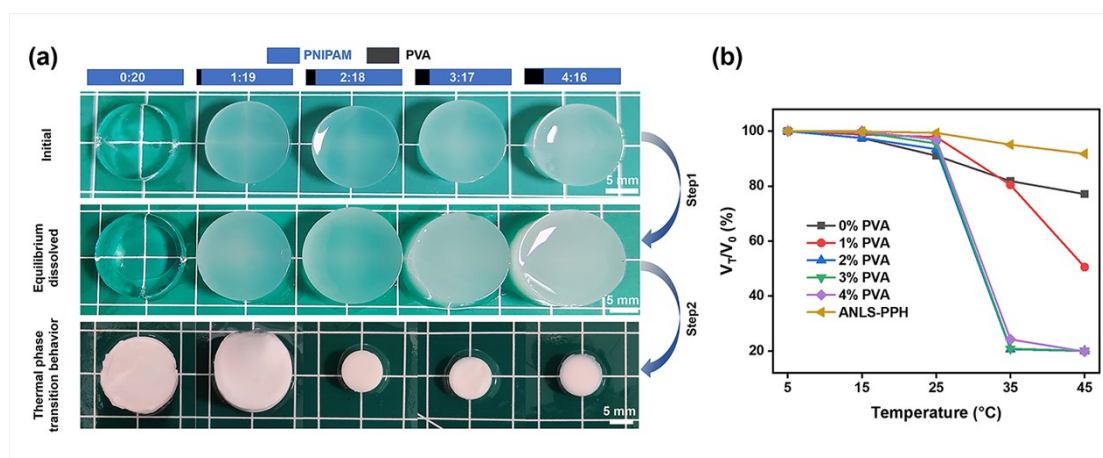 (a)
PNIPAM PVA
0:20 1:19 2:18 3:17 4:16
Initial
5 mm
Step1
Equilibrium
dissolved
5 mm
Step2
Thermal phase
transition behavior
5 mm
(b)
V_T/V_0 (%)
100
80
60
40
20
0% PVA
1% PVA
2% PVA
3% PVA
4% PVA
ANLS-PPH
5 15 25 35 45
Temperature (°C)